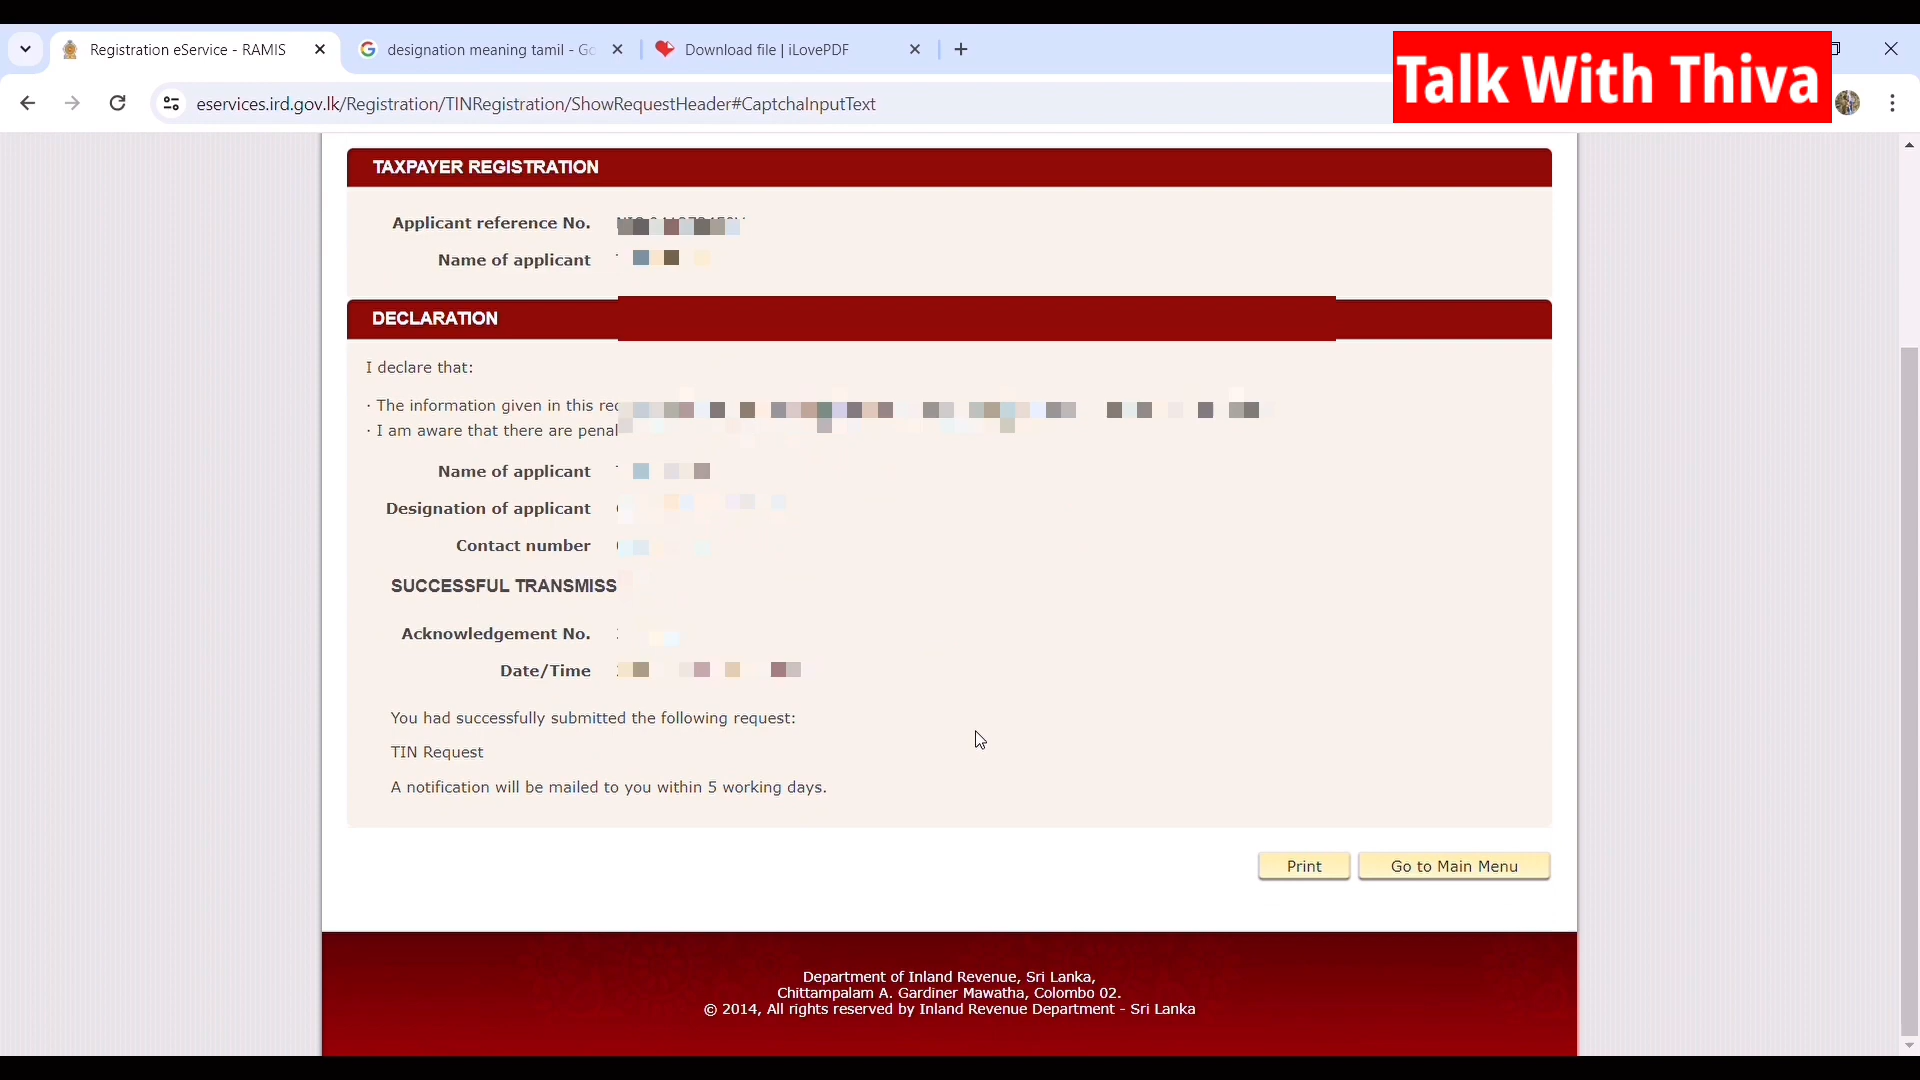 Registration eService - RAMIS
designation meaning tamil - Go
Download file | iLovePDF
Talk With Thiva
eservices.ird.gov.lk/Registration/TINRegistration/ShowRequestHeader#CaptchaInputText
TAXPAYER REGISTRATION
Applicant reference No.
Name of applicant
DECLARATION
I declare that:
· The information given in this
· I am aware that there are
Name of applicant
Designation of applicant
Contact number
SUCCESSFUL TRANSMISS
Acknowledgement No.
Date/Time
You had successfully submitted the following request:
TIN Request
A notification will be mailed to you within 5 working days.
Print
Go to Main Menu
Department of Inland Revenue, Sri Lanka,
Chittampalam A. Gardiner Mawatha, Colombo 02.
© 2014, All rights reserved by Inland Revenue Department - Sri Lanka